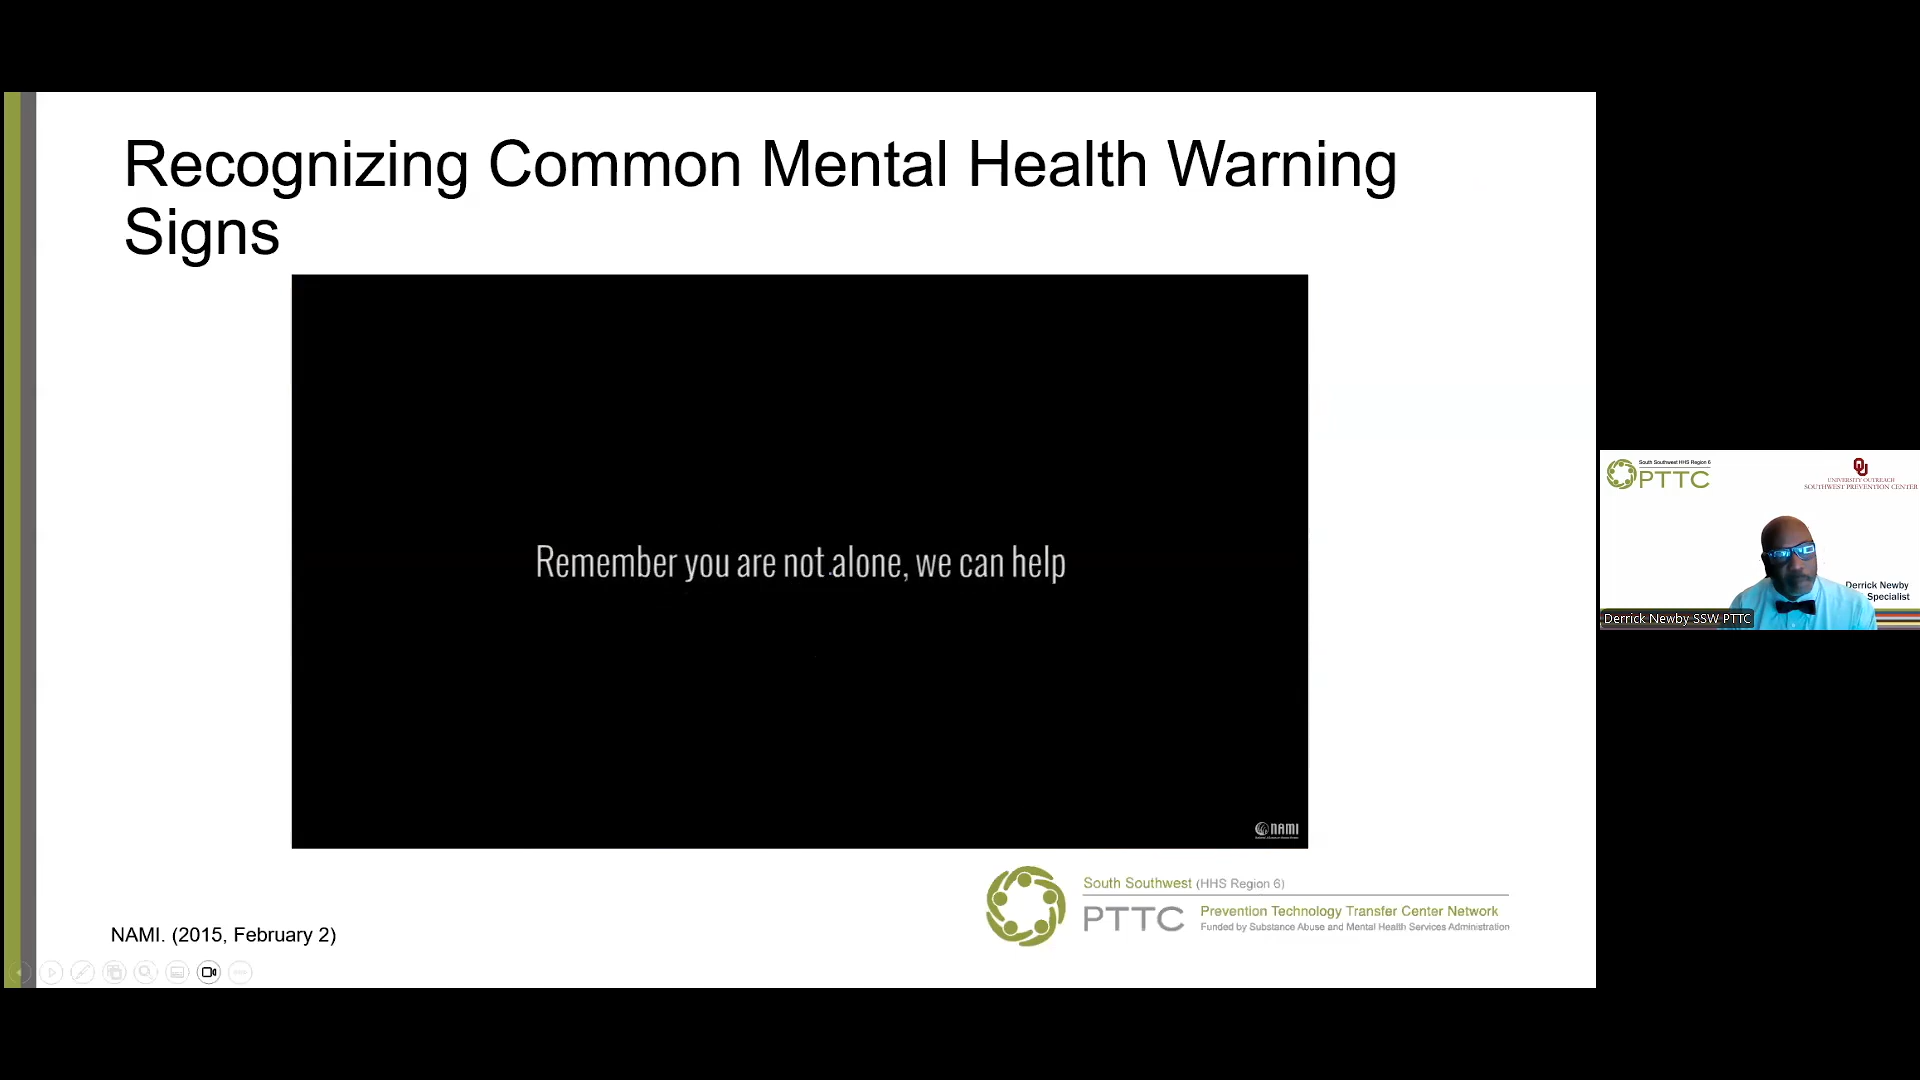 Recognizing Common Mental Health Warning
Signs
Remember you are not alone, we can help
NAMI
South Southwest (HHS Region 6)
PTTC
Prevention Technology Transfer Center Network
Funded by Substance Abuse and Mental Health Services Administration
NAMI. (2015, February 2)
South Southwest HHS Region 6
PTTC
OU
UNIVERSITY OUTREACH
SOUTHWEST PREVENTION CENTER
Derrick Newby
Specialist
Derrick Newby SSW PTTC